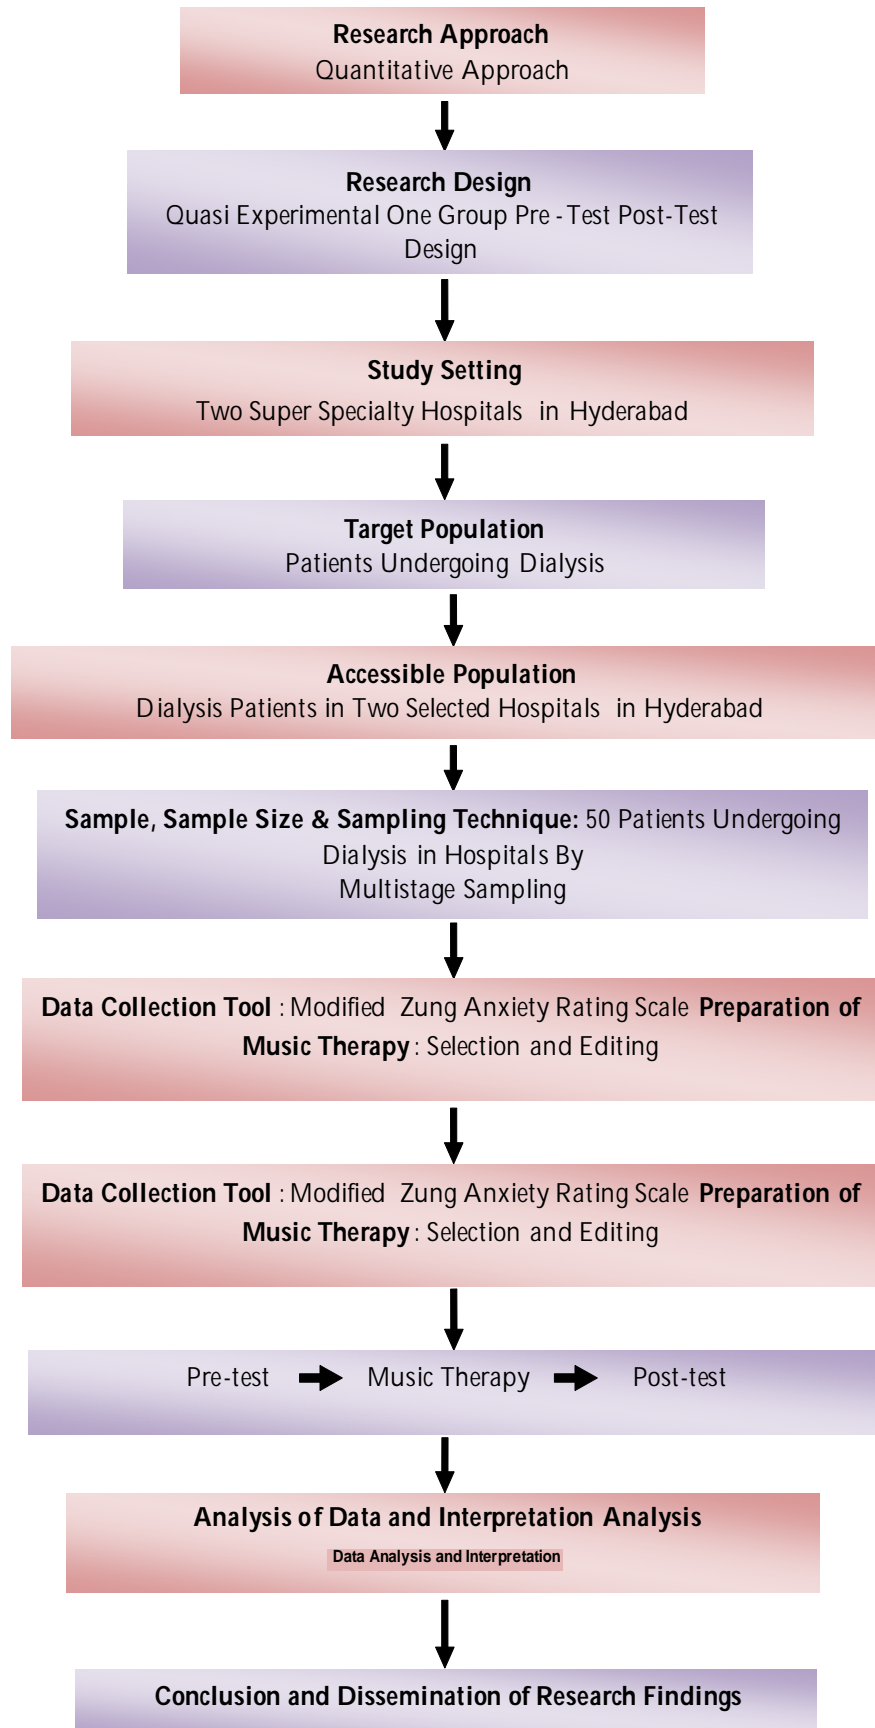 Research Approach
Quantitative Approach
Research Design
Quasi Experimental One Group Pre - Test Post-Test
Design
Study Setting
Two Super Specialty Hospitals in Hyderabad
Target Population
Patients Undergoing Dialysis
Accessible Population
Dialysis Patients in Two Selected Hospitals in Hyderabad
Sample, Sample Size & Sampling Technique: 50 Patients Undergoing
Dialysis in Hospitals By
Multistage Sampling
Data Collection Tool : Modified Zung Anxiety Rating Scale Preparation of
Music Therapy : Selection and Editing
Data Collection Tool : Modified Zung Anxiety Rating Scale Preparation of
Music Therapy : Selection and Editing
Pre-test Music Therapy Post-test
Analysis of Data and Interpretation Analysis
Data Analysis and Interpretation
Conclusion and Dissemination of Research Findings